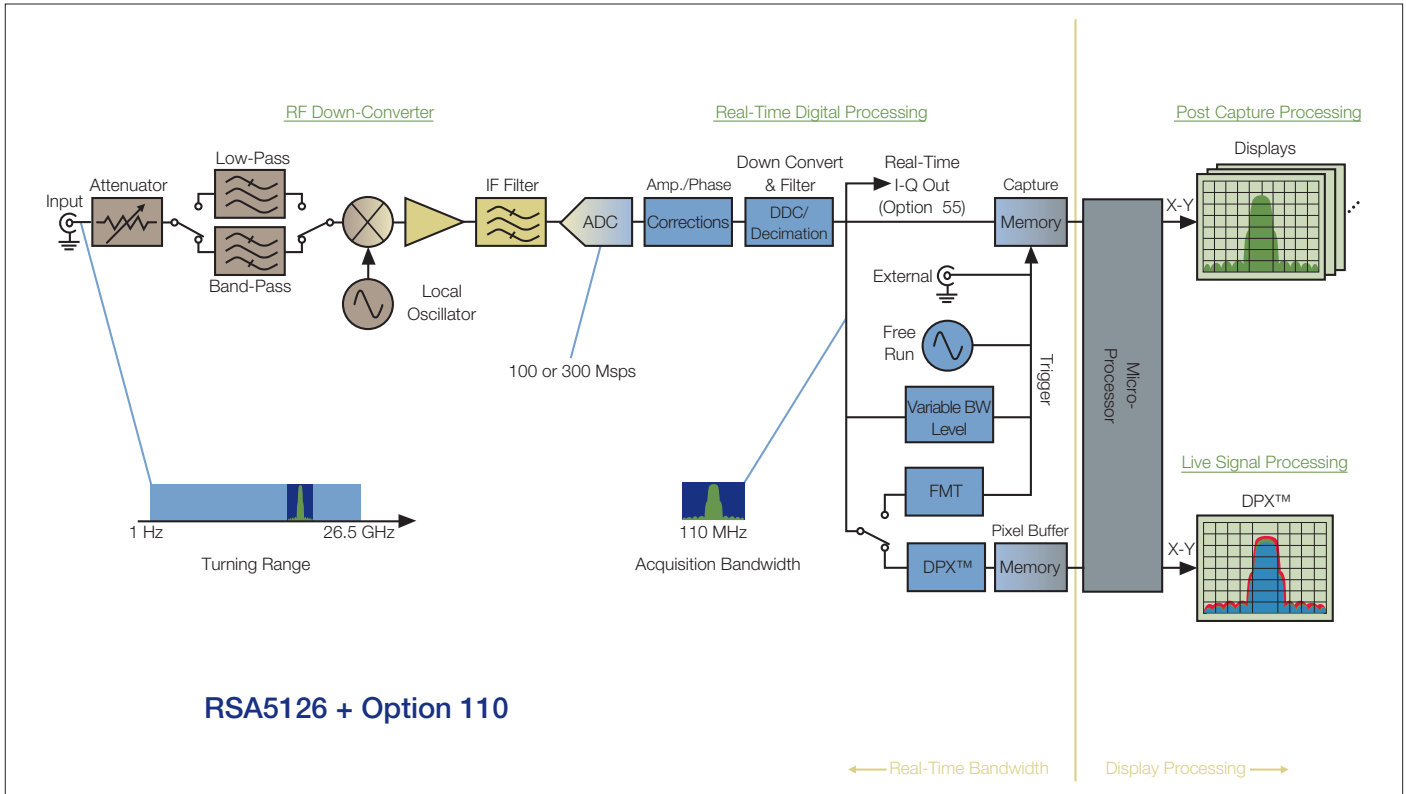 RF Down-Converter
Real-Time Digital Processing
Post Capture Processing
Input
Attenuator
Low-Pass
Band-Pass
Local
Oscillator
IF Filter
ADC
100 or 300 Msps
Amp./Phase
Corrections
Down Convert
& Filter
DDC/
Decimation
Real-Time
I-Q Out
(Option 55)
Capture
Memory
External
Free
Run
Trigger
Variable BW
Level
FMT
Pixel Buffer
DPX™
Memory
Micro-
Processor
X-Y
Displays
Live Signal Processing
DPX™
X-Y
1 Hz
26.5 GHz
Turning Range
110 MHz
Acquisition Bandwidth
RSA5126 + Option 110
Real-Time Bandwidth
Display Processing